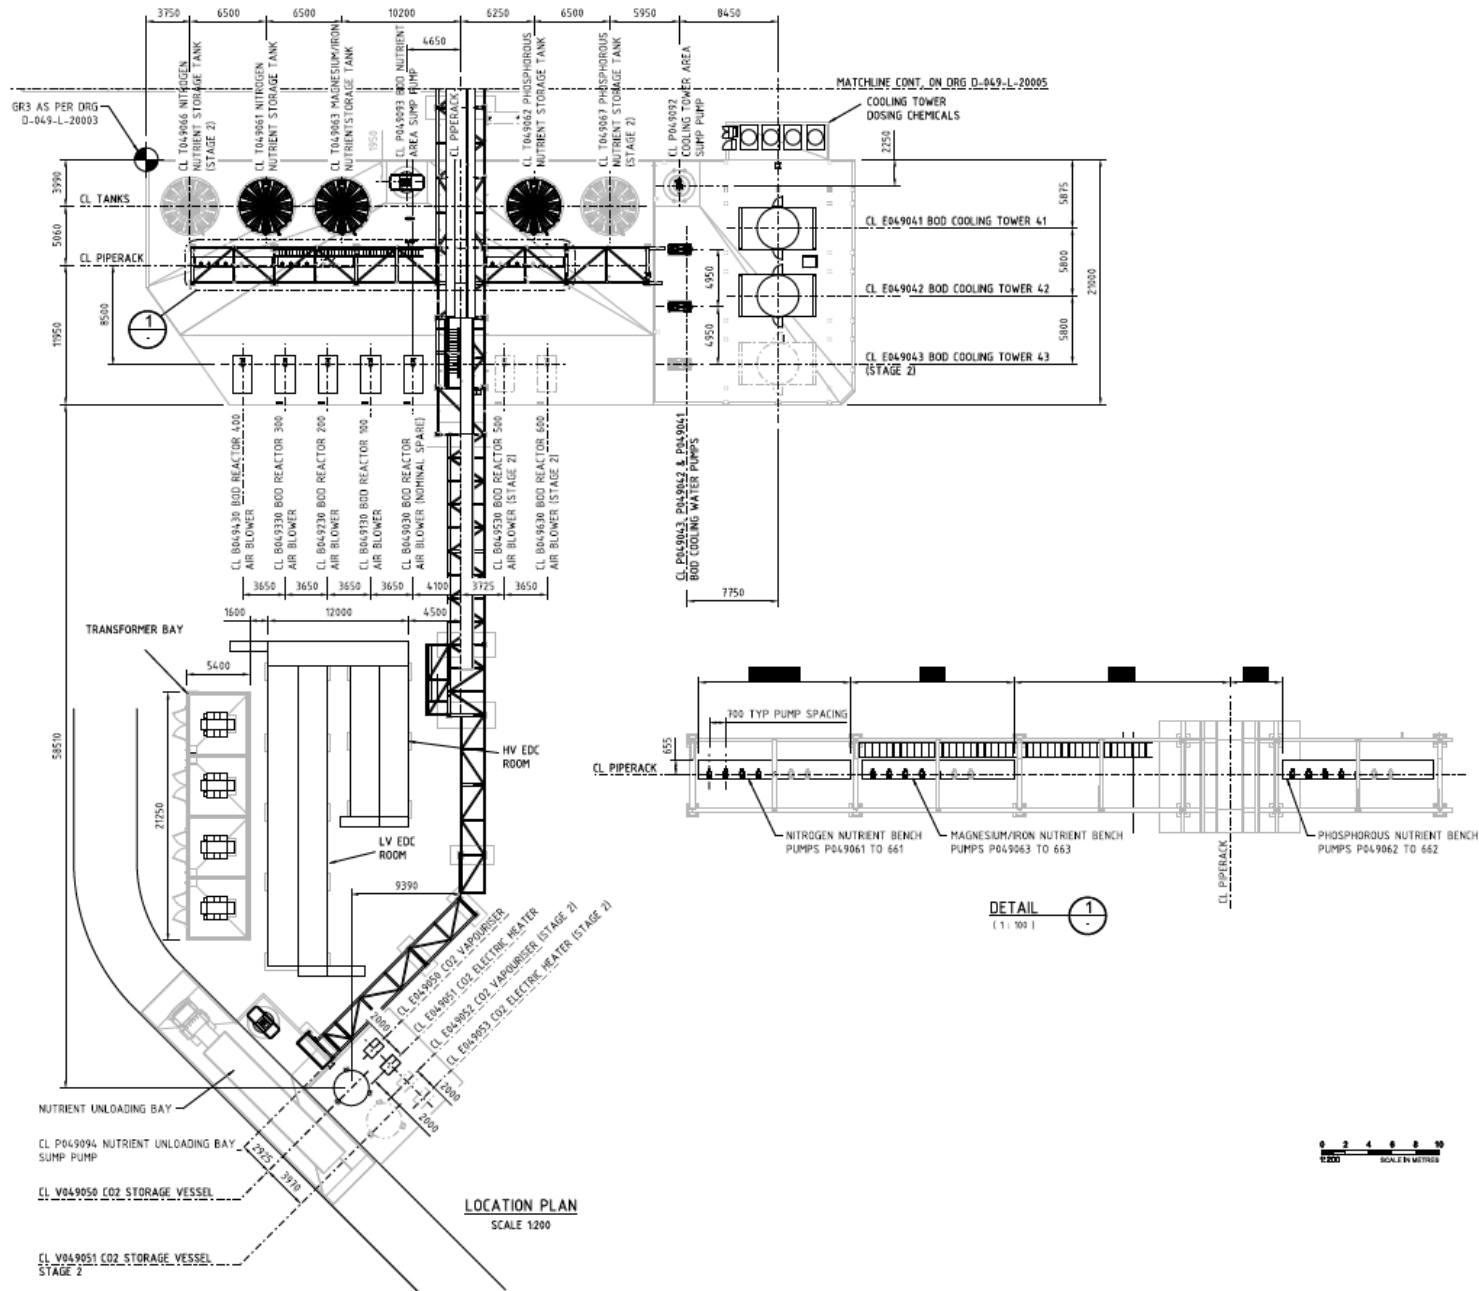 3750
6500
6500
10200
6250
6500
5950
8450
4650
CL T049066 NITROGEN
NUTRIENT STORAGE TANK
(STAGE 2)
CL T049061 NITROGEN
NUTRIENT STORAGE TANK
CL T049063 MAGNESIUM/IRON
NUTRIENTSTORAGE TANK
CL P049093 BOD NUTRIENT
AREA SUMP PUMP
CL PIPERACK
CL T049062 PHOSPHOROUS
NUTRIENT STORAGE TANK
CL T049067 PHOSPHOROUS
NUTRIENT STORAGE TANK
(STAGE 2)
CL P049092
COOLING TOWER AREA
SUMP PUMP
MATCHLINE CONT, ON DRG D-049-L-20005
COOLING TOWER
DOSING CHEMICALS
GR3 AS PER DRG
D-049-L-20003
1950
2250
3990
5060
11950
8500
CL TANKS
CL PIPERACK
1
-
4950
4950
CL E049041 BOD COOLING TOWER 41
CL E049042 BOD COOLING TOWER 42
CL E049043 BOD COOLING TOWER 43
(STAGE 2)
5875
5800
5800
21000
CL B049430 BOD REACTOR 400
AIR BLOWER
CL B049330 BOD REACTOR 300
AIR BLOWER
CL B049230 BOD REACTOR 200
AIR BLOWER
CL B049130 BOD REACTOR 100
AIR BLOWER
CL B049030 BOD REACTOR
AIR BLOWER (NOMINAL SPARE)
CL B049530 BOD REACTOR 500
AIR BLOWER (STAGE 2)
CL B049630 BOD REACTOR 600
AIR BLOWER (STAGE 2)
CL P049043, P049042 & P049041
BOD COOLING WATER PUMPS
3650
3650
3650
3650
4100
3725
3650
7750
1600
12000
4500
TRANSFORMER BAY
5400
58510
21250
HV EDC
ROOM
LV EDC
ROOM
9390
CL E049050 CO2 VAPOURISER
CL E049051 CO2 ELECTRIC HEATER
CL E049052 CO2 VAPOURISER (STAGE 2)
CL E049053 CO2 ELECTRIC HEATER (STAGE 2)
2000
2000
2000
NUTRIENT UNLOADING BAY
CL P049094 NUTRIENT UNLOADING BAY
SUMP PUMP
2925
3970
CL V049050 CO2 STORAGE VESSEL
CL V049051 CO2 STORAGE VESSEL
STAGE 2
LOCATION PLAN
SCALE 1:200
700 TYP PUMP SPACING
655
CL PIPERACK
NITROGEN NUTRIENT BENCH
PUMPS P049061 TO 661
MAGNESIUM/IRON NUTRIENT BENCH
PUMPS P049063 TO 663
PHOSPHOROUS NUTRIENT BENCH
PUMPS P049062 TO 662
CL PIPERACK
DETAIL
( 1 : 100 )
1
-
0 2 4 6 8 10
1:200 SCALE IN METRES